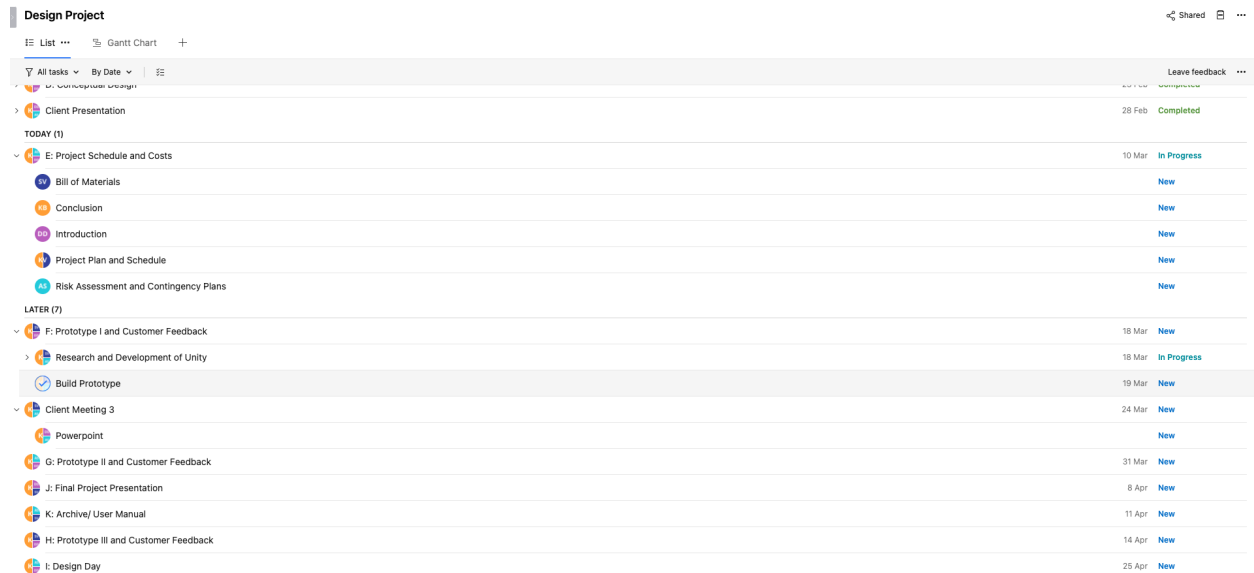 Design Project
Shared
List
Gantt Chart
All tasks By Date
Leave feedback
D: Conceptual Design Completed
Client Presentation 28 Feb Completed
TODAY (1)
E: Project Schedule and Costs 10 Mar In Progress
SV Bill of Materials New
KB Conclusion New
DD Introduction New
Project Plan and Schedule New
AS Risk Assessment and Contingency Plans New
LATER (7)
F: Prototype I and Customer Feedback 18 Mar New
Research and Development of Unity 18 Mar In Progress
Build Prototype 19 Mar New
Client Meeting 3 24 Mar New
Powerpoint New
G: Prototype II and Customer Feedback 31 Mar New
J: Final Project Presentation 8 Apr New
K: Archive/ User Manual 11 Apr New
H: Prototype III and Customer Feedback 14 Apr New
I: Design Day 25 Apr New